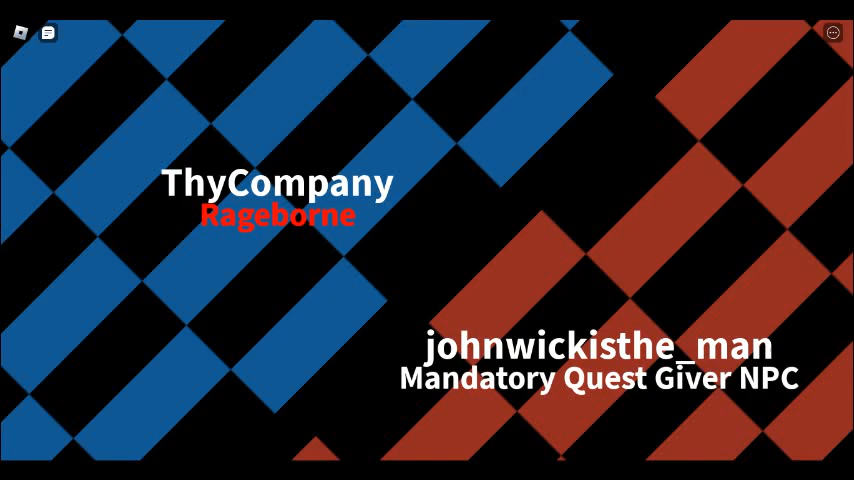 ThyCompany
Rageborne
johnwickisthe_man
Mandatory Quest Giver NPC